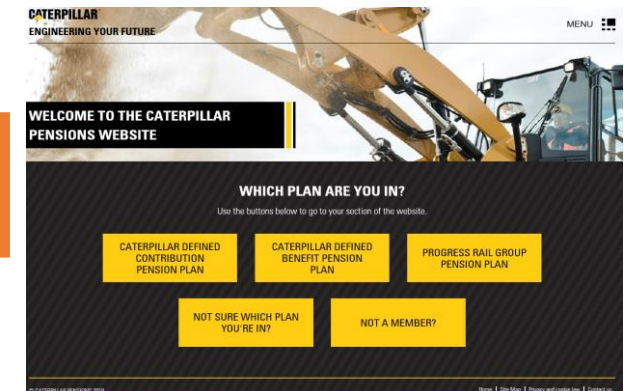 CATERPILLAR
ENGINEERING YOUR FUTURE
MENU
WELCOME TO THE CATERPILLAR
PENSIONS WEBSITE
WHICH PLAN ARE YOU IN?
Use the buttons below to go to your section of the website.
CATERPILLAR DEFINED
CONTRIBUTION
PENSION PLAN
CATERPILLAR DEFINED
BENEFIT PENSION
PLAN
PROGRESS RAIL GROUP
PENSION PLAN
NOT SURE WHICH PLAN
YOU'RE IN?
NOT A MEMBER?
© CATERPILLAR PENSIONS
Home | Site Map | Privacy and cookie law | Contact us